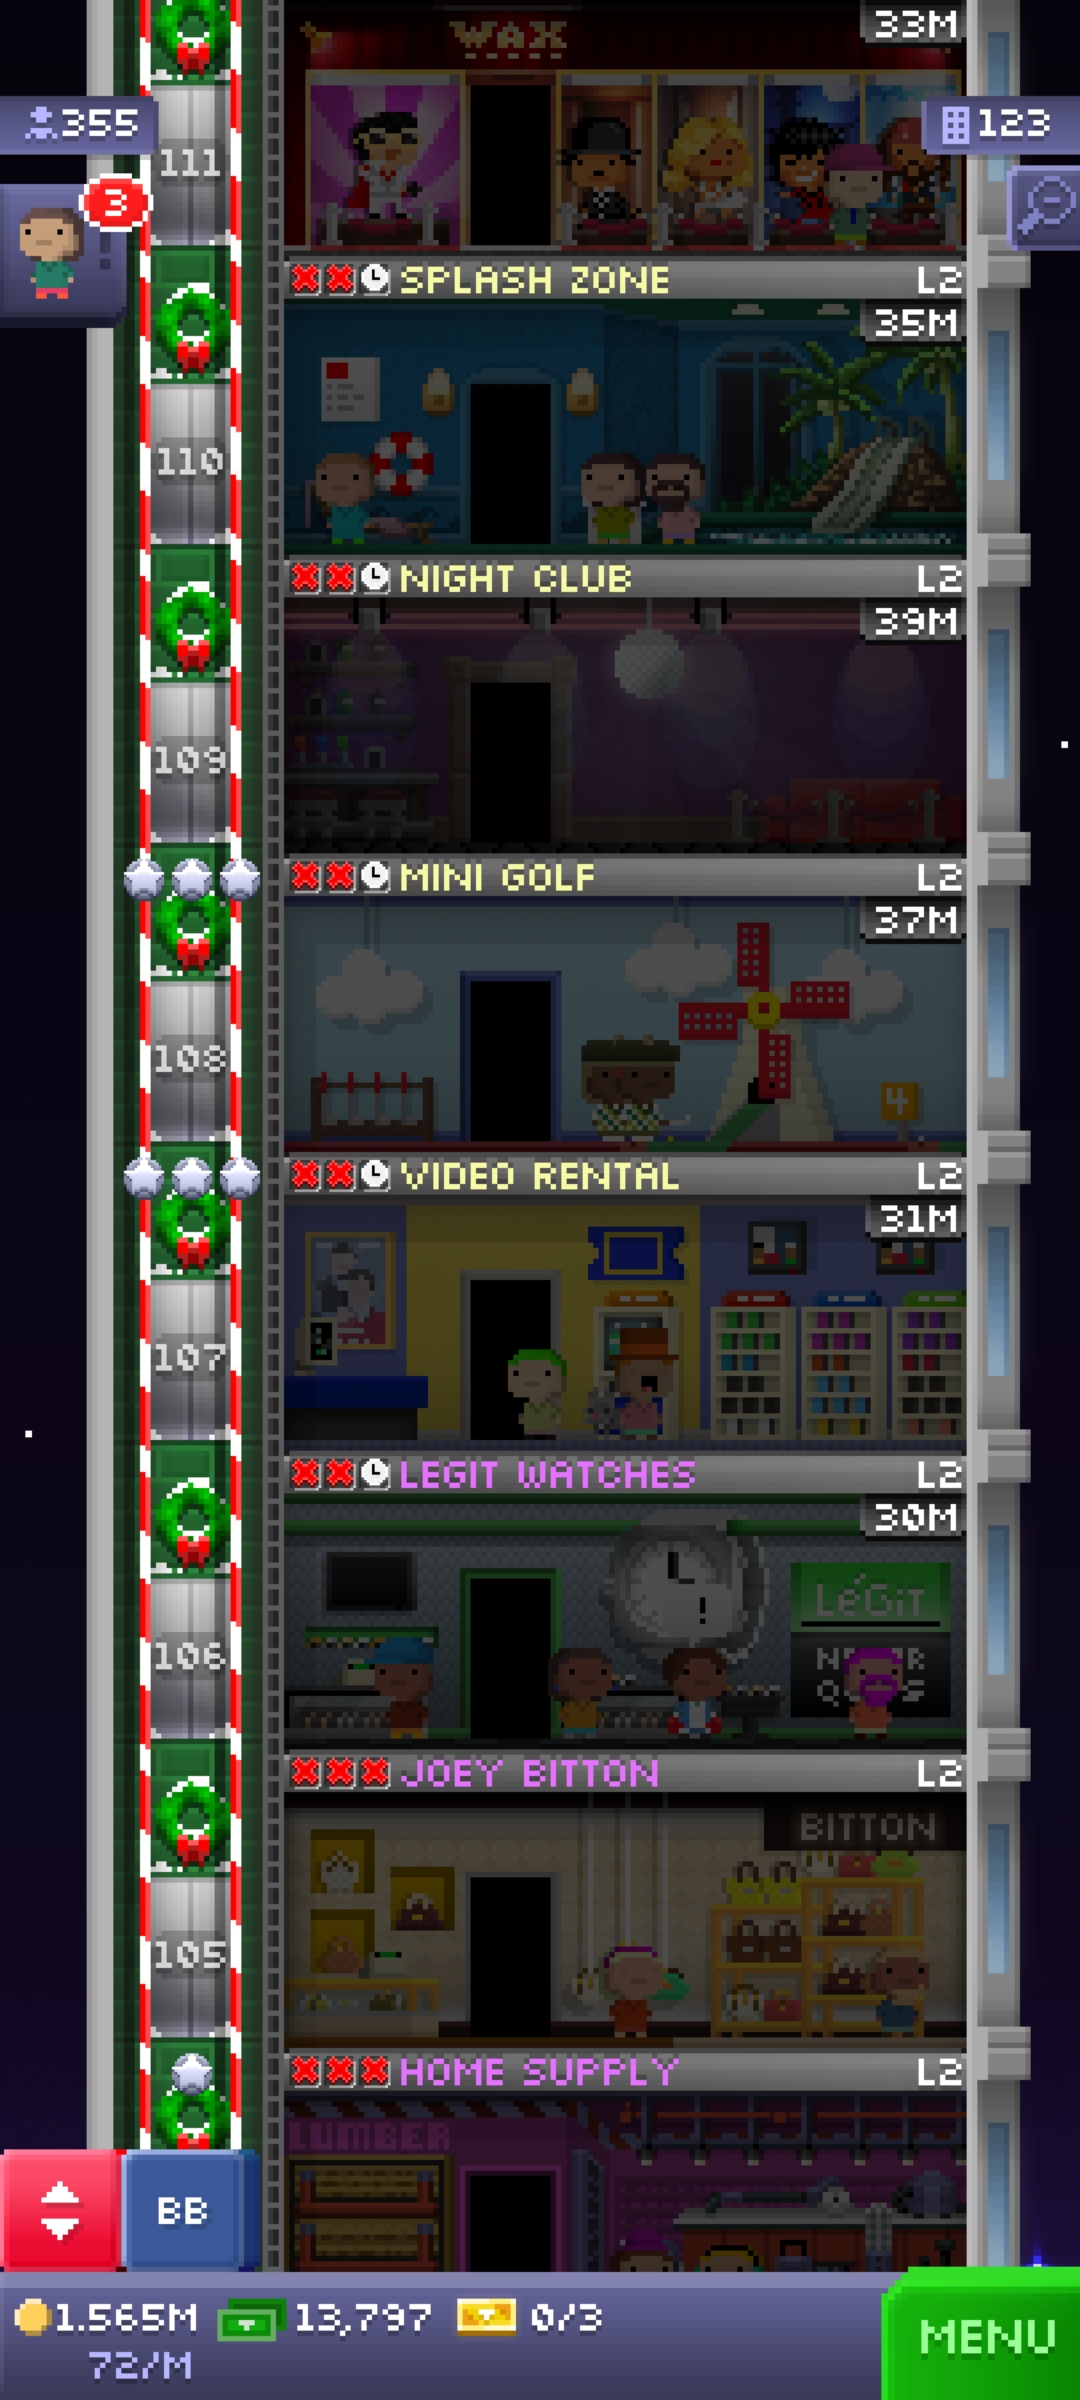 WAX
33M
355
123
3
111
SPLASH ZONE L2
35M
110
NIGHT CLUB L2
39M
109
MINI GOLF L2
37M
108
4
VIDEO RENTAL L2
31M
107
LEGIT WATCHES L2
30M
LéGiT
106
JOEY BITTON L2
BITTON
105
HOME SUPPLY L2
LUMBER
BB
1.565M 13,797 0/3
72/M
MENU